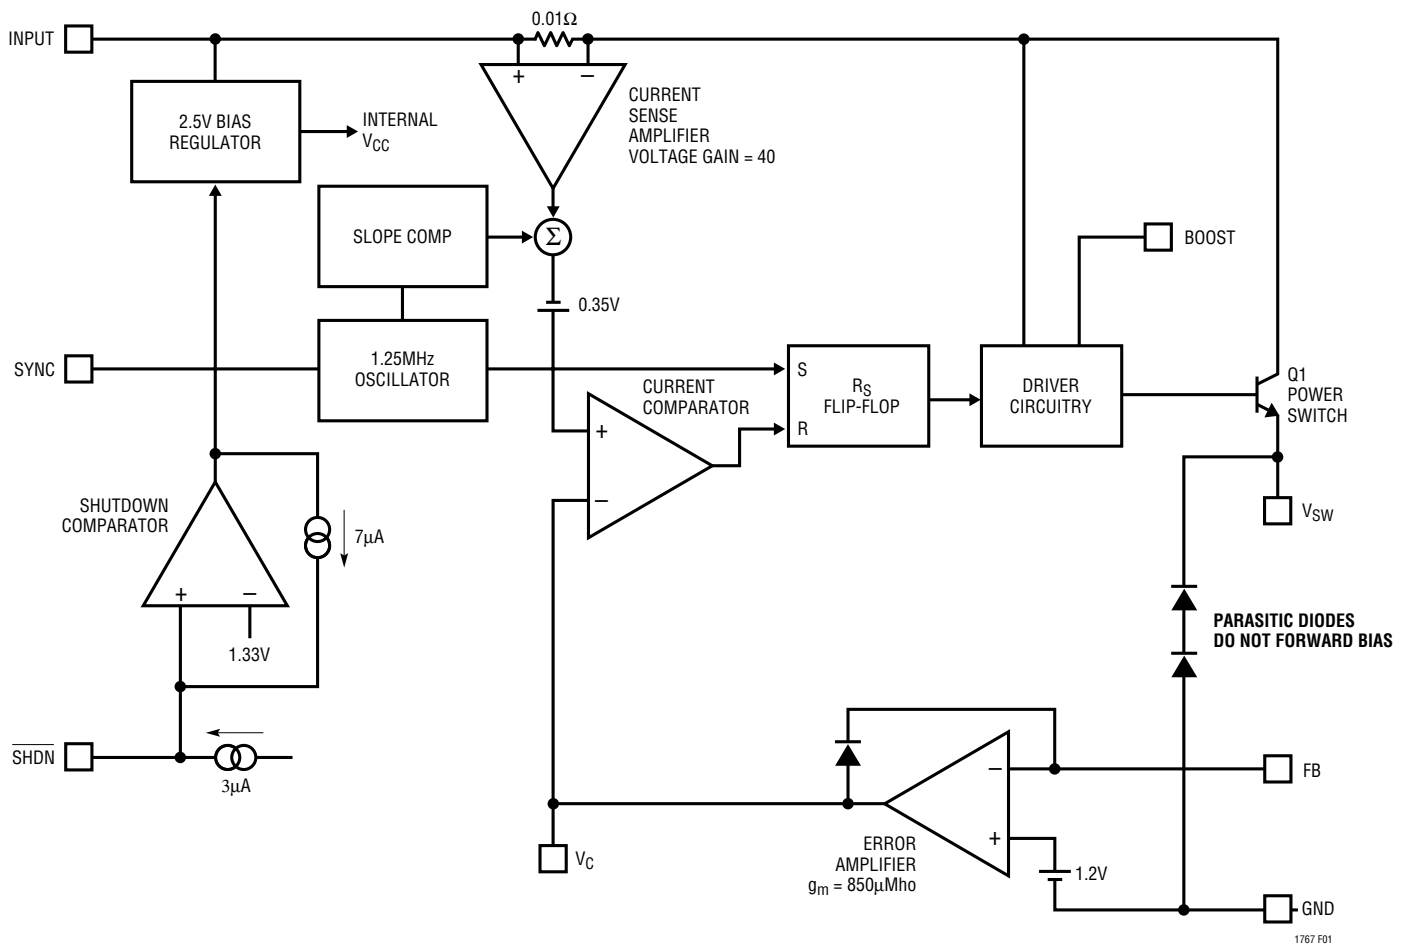 INPUT
0.01Ω
+
–
2.5V BIAS
REGULATOR
INTERNAL
VCC
CURRENT
SENSE
AMPLIFIER
VOLTAGE GAIN = 40
SLOPE COMP
Σ
BOOST
0.35V
SYNC
1.25MHz
OSCILLATOR
CURRENT
COMPARATOR
+
–
S
R
RS
FLIP-FLOP
DRIVER
CIRCUITRY
Q1
POWER
SWITCH
VSW
SHUTDOWN
COMPARATOR
7µA
+
–
1.33V
PARASITIC DIODES
DO NOT FORWARD BIAS
SHDN
3µA
–
+
FB
VC
ERROR
AMPLIFIER
gm = 850µMho
1.2V
GND
1767 F01